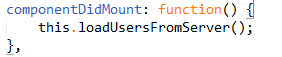 componentDidMount: function() {
    this.loadUsersFromServer();
},